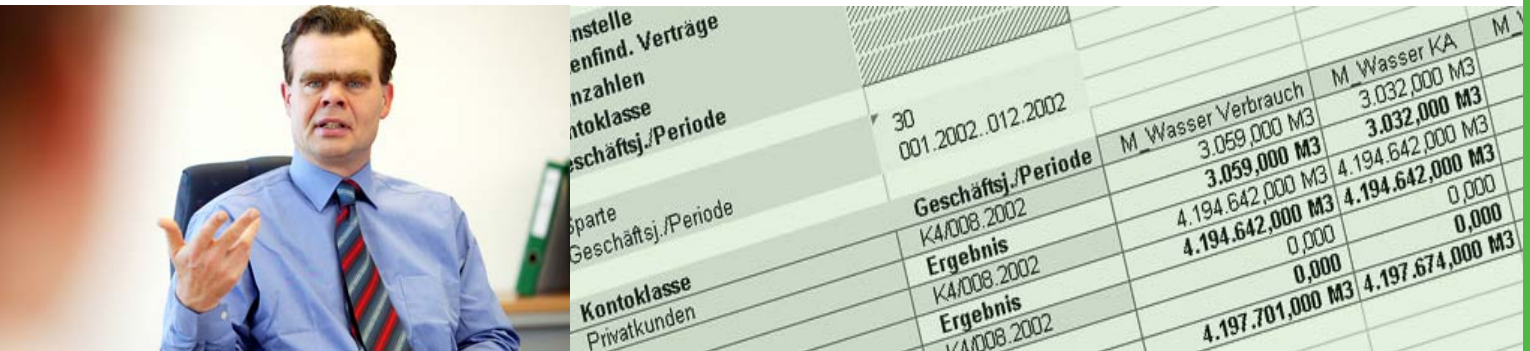 nstelle
enfind. Verträge
nzahlen
ntoklasse
schäftsj./Periode
Sparte 30
Geschäftsj./Periode 001.2002..012.2002
Kontoklasse Geschäftsj./Periode M_Wasser Verbrauch M_Wasser KA M_
Privatkunden K4/008.2002 3.059,000 M3 3.032,000 M3
Ergebnis 3.059,000 M3 3.032,000 M3
K4/008.2002 4.194.642,000 M3 4.194.642,000 M3
Ergebnis 4.194.642,000 M3 4.194.642,000 M3
K4/008.2002 0,000 0,000
0,000 0,000
4.197.701,000 M3 4.197.674,000 M3